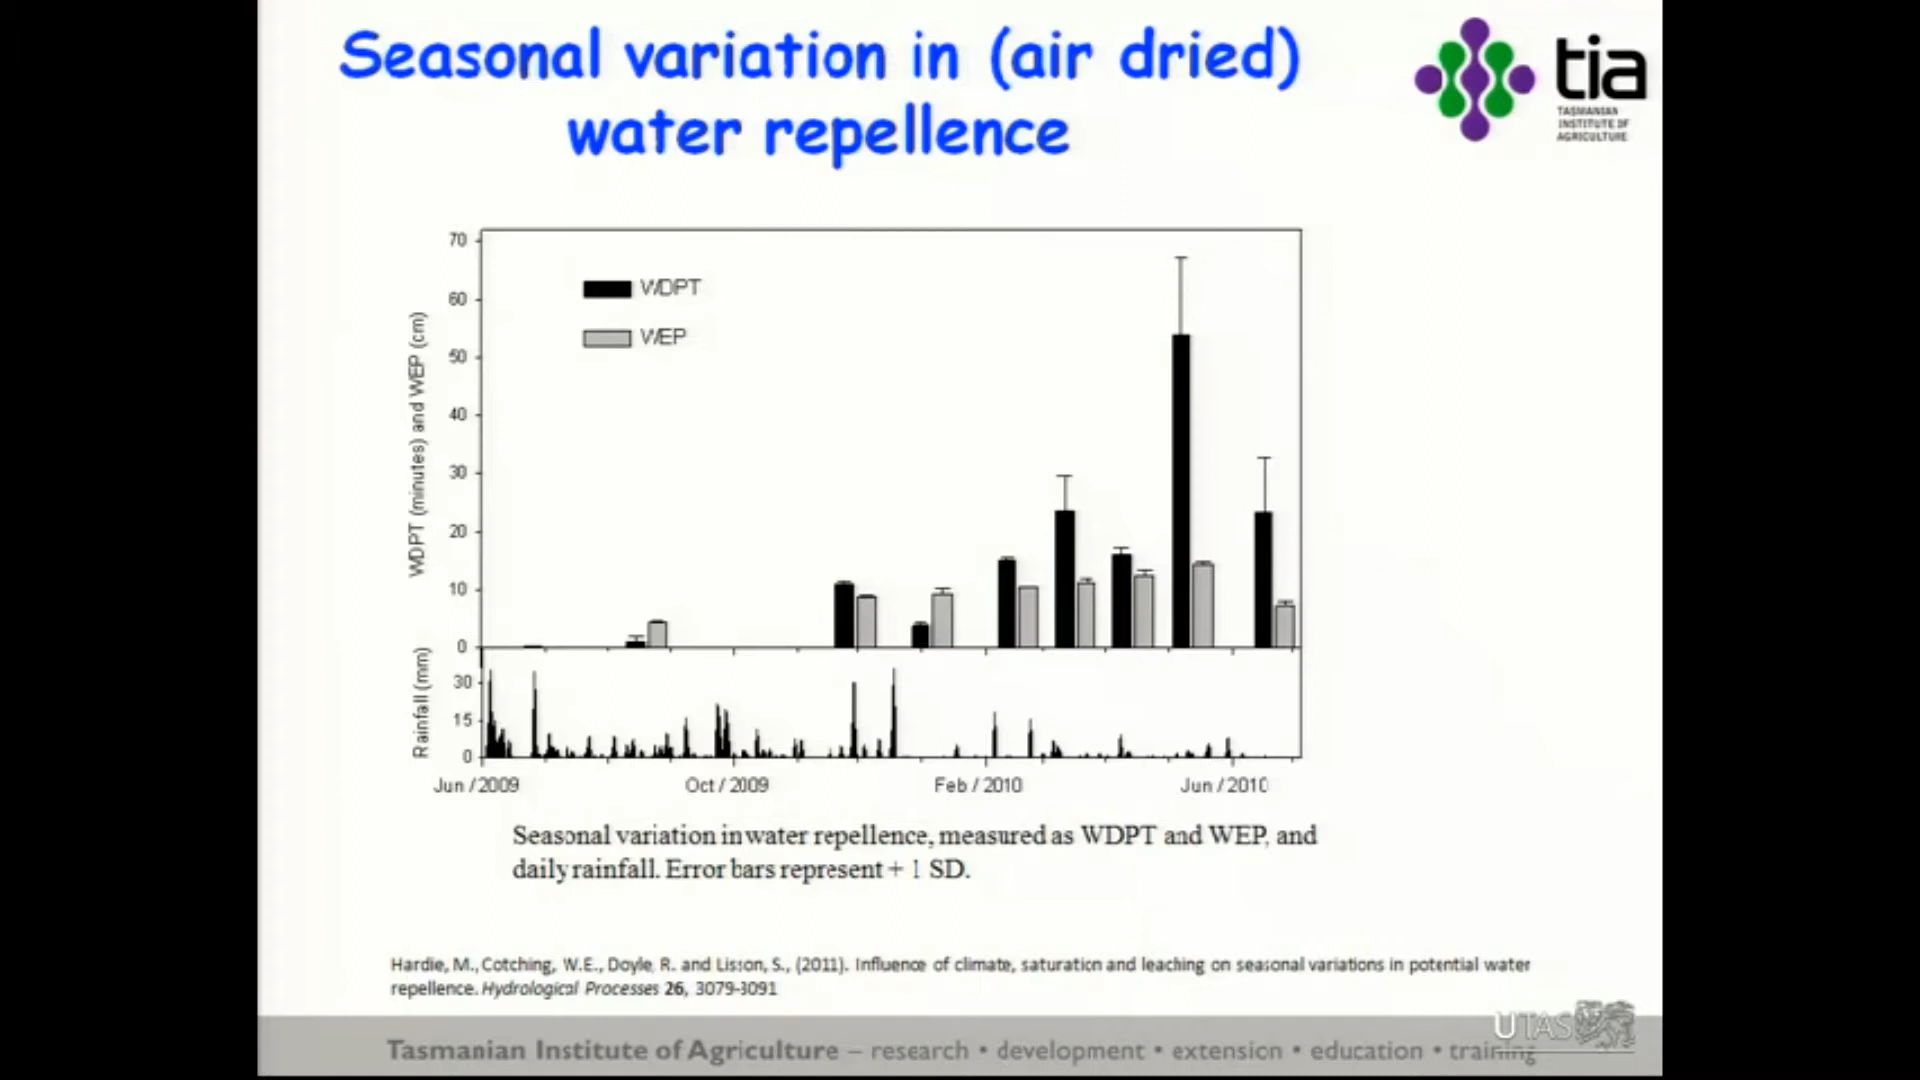 Seasonal variation in (air dried)
water repellence
tia
TASMANIAN
INSTITUTE OF
AGRICULTURE
70
60
50
40
30
20
10
0
WDPT (minutes) and WEP (cm)
WDPT
WEP
30
15
0
Rainfall (mm)
Jun / 2009
Oct / 2009
Feb / 2010
Jun / 2010
Seasonal variation in water repellence, measured as WDPT and WEP, and
daily rainfall. Error bars represent + 1 SD.
Hardie, M., Cotching, W.E., Doyle R. and Lisson, S., (2011). Influence of climate, saturation and leaching on seasonal variations in potential water
repellence. Hydrological Processes 26, 3079-3091
UTAS
Tasmanian Institute of Agriculture – research • development • extension • education • training